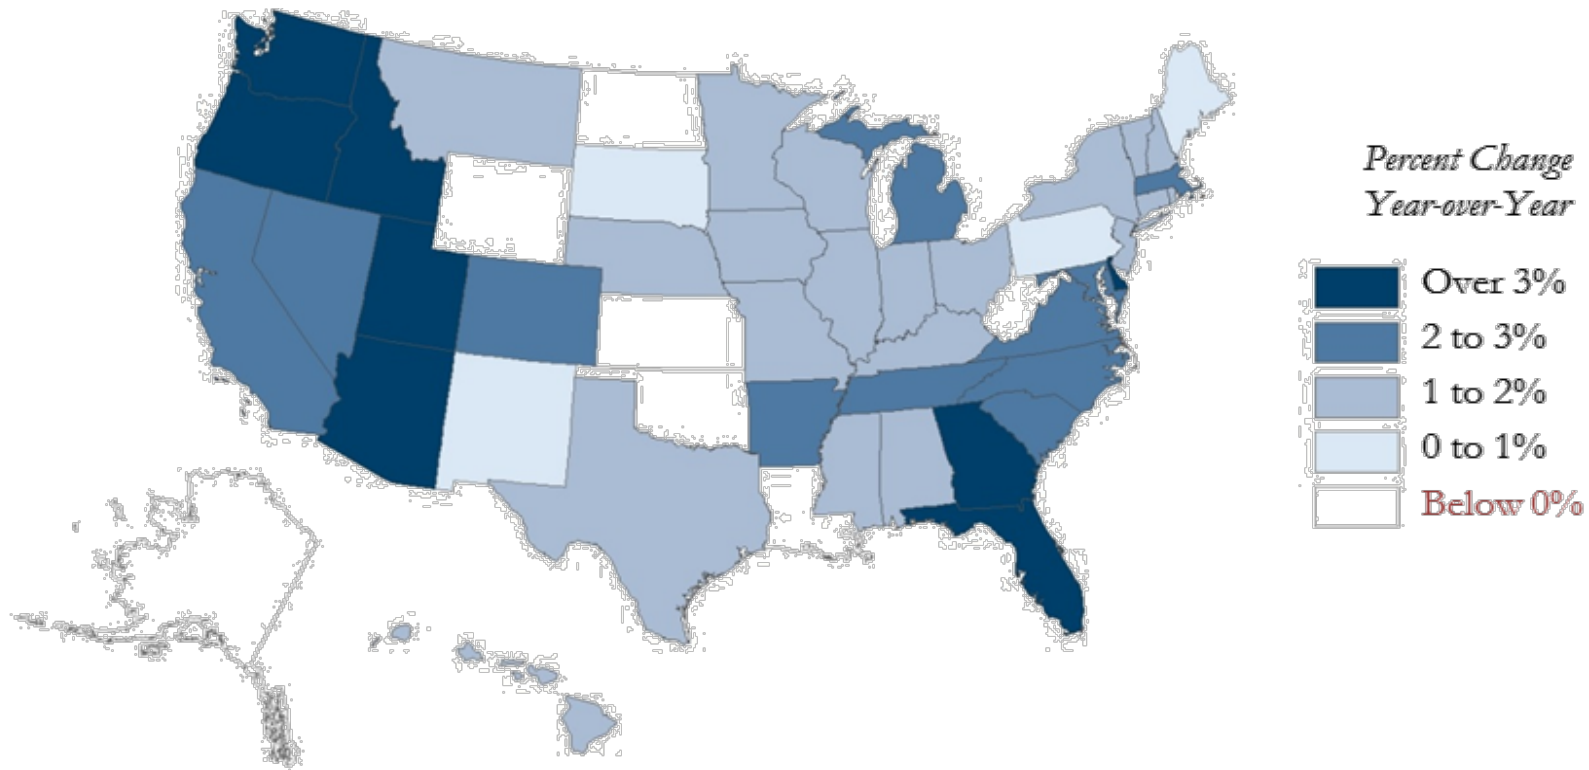 Percent Change
Year-over-Year
Over 3%
2 to 3%
1 to 2%
0 to 1%
Below 0%